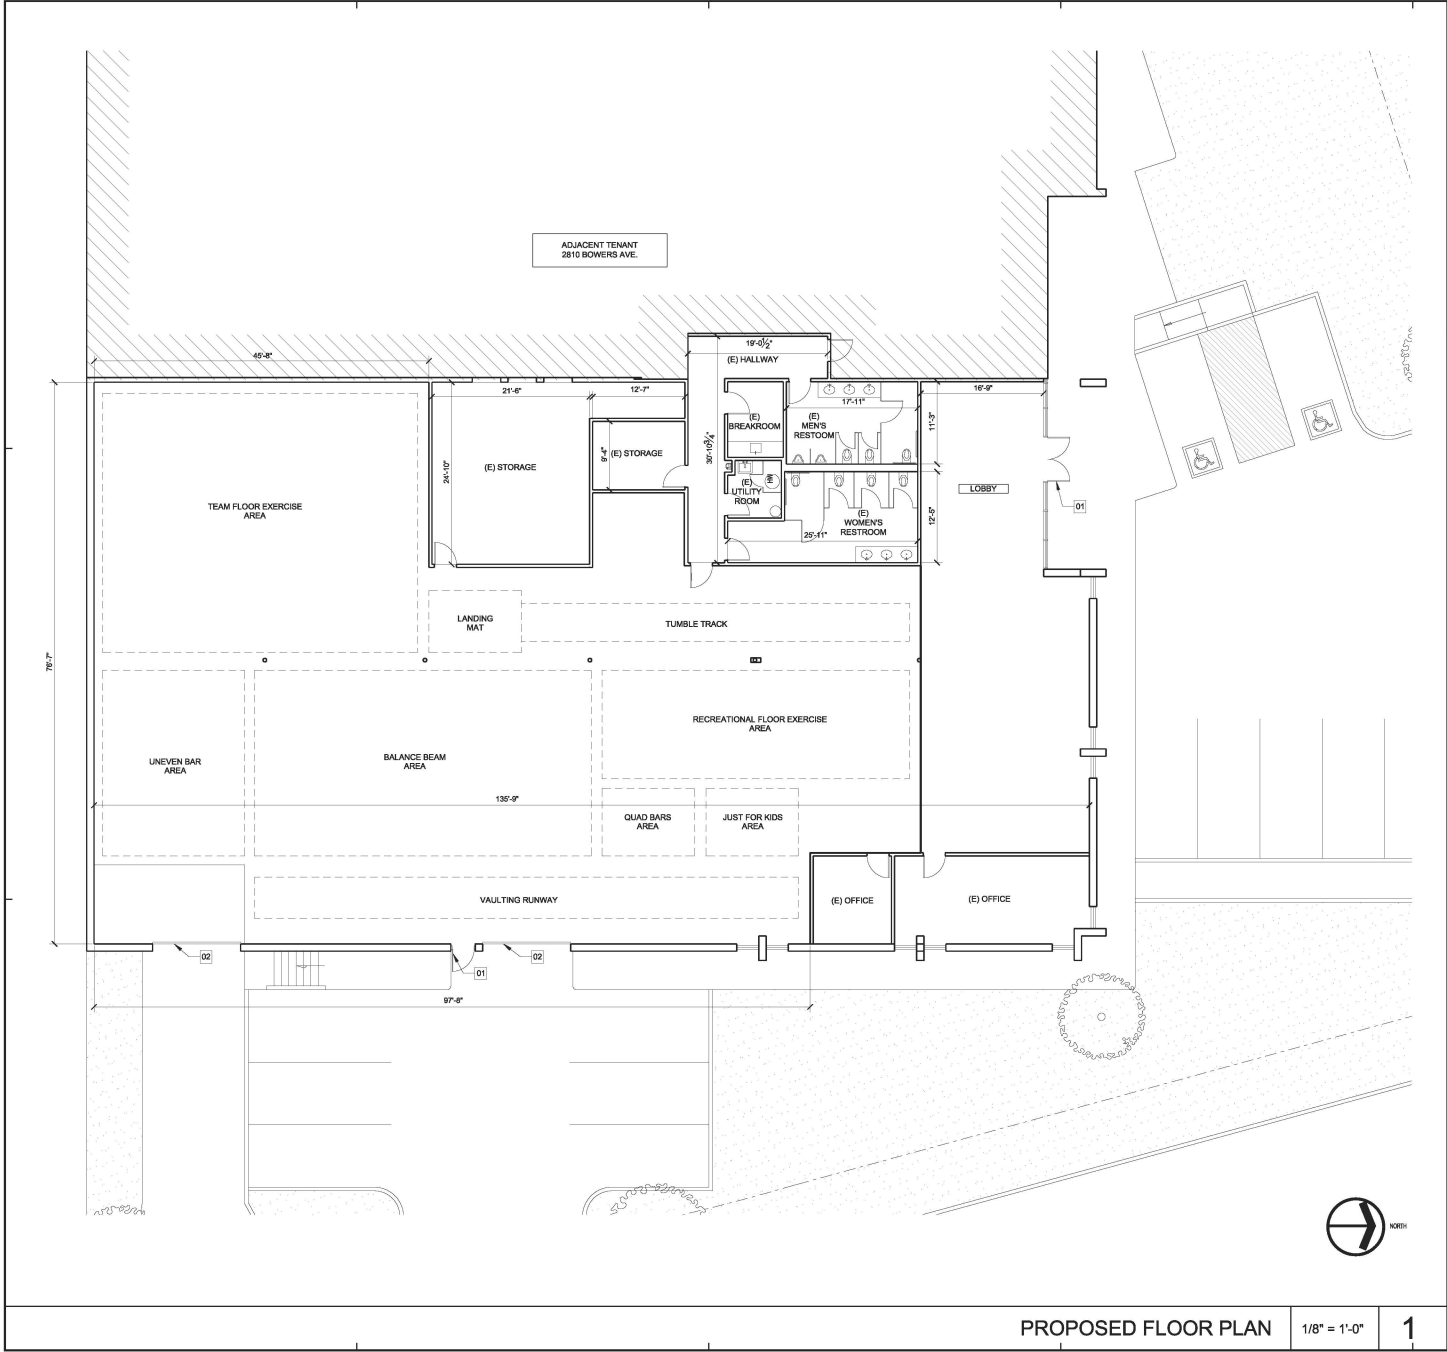 ADJACENT TENANT
2810 BOWERS AVE.
19'-0½"
(E) HALLWAY
45'-8"
21'-6"
12'-7"
16'-9"
17'-11"
(E)
MEN'S
RESTOOM
11'-3"
(E)
BREAKROOM
30'-10¾"
9'-4"
(E) STORAGE
(E) STORAGE
24'-10"
HW
(E)
UTILITY
ROOM
LOBBY
01
TEAM FLOOR EXERCISE
AREA
(E)
WOMEN'S
RESTROOM
12'-5"
25'-11"
LANDING
MAT
TUMBLE TRACK
76'-7"
RECREATIONAL FLOOR EXERCISE
AREA
UNEVEN BAR
AREA
BALANCE BEAM
AREA
135'-9"
QUAD BARS
AREA
JUST FOR KIDS
AREA
VAULTING RUNWAY
(E) OFFICE
(E) OFFICE
02
02
01
97'-8"
NORTH
PROPOSED FLOOR PLAN
1/8" = 1'-0"
1